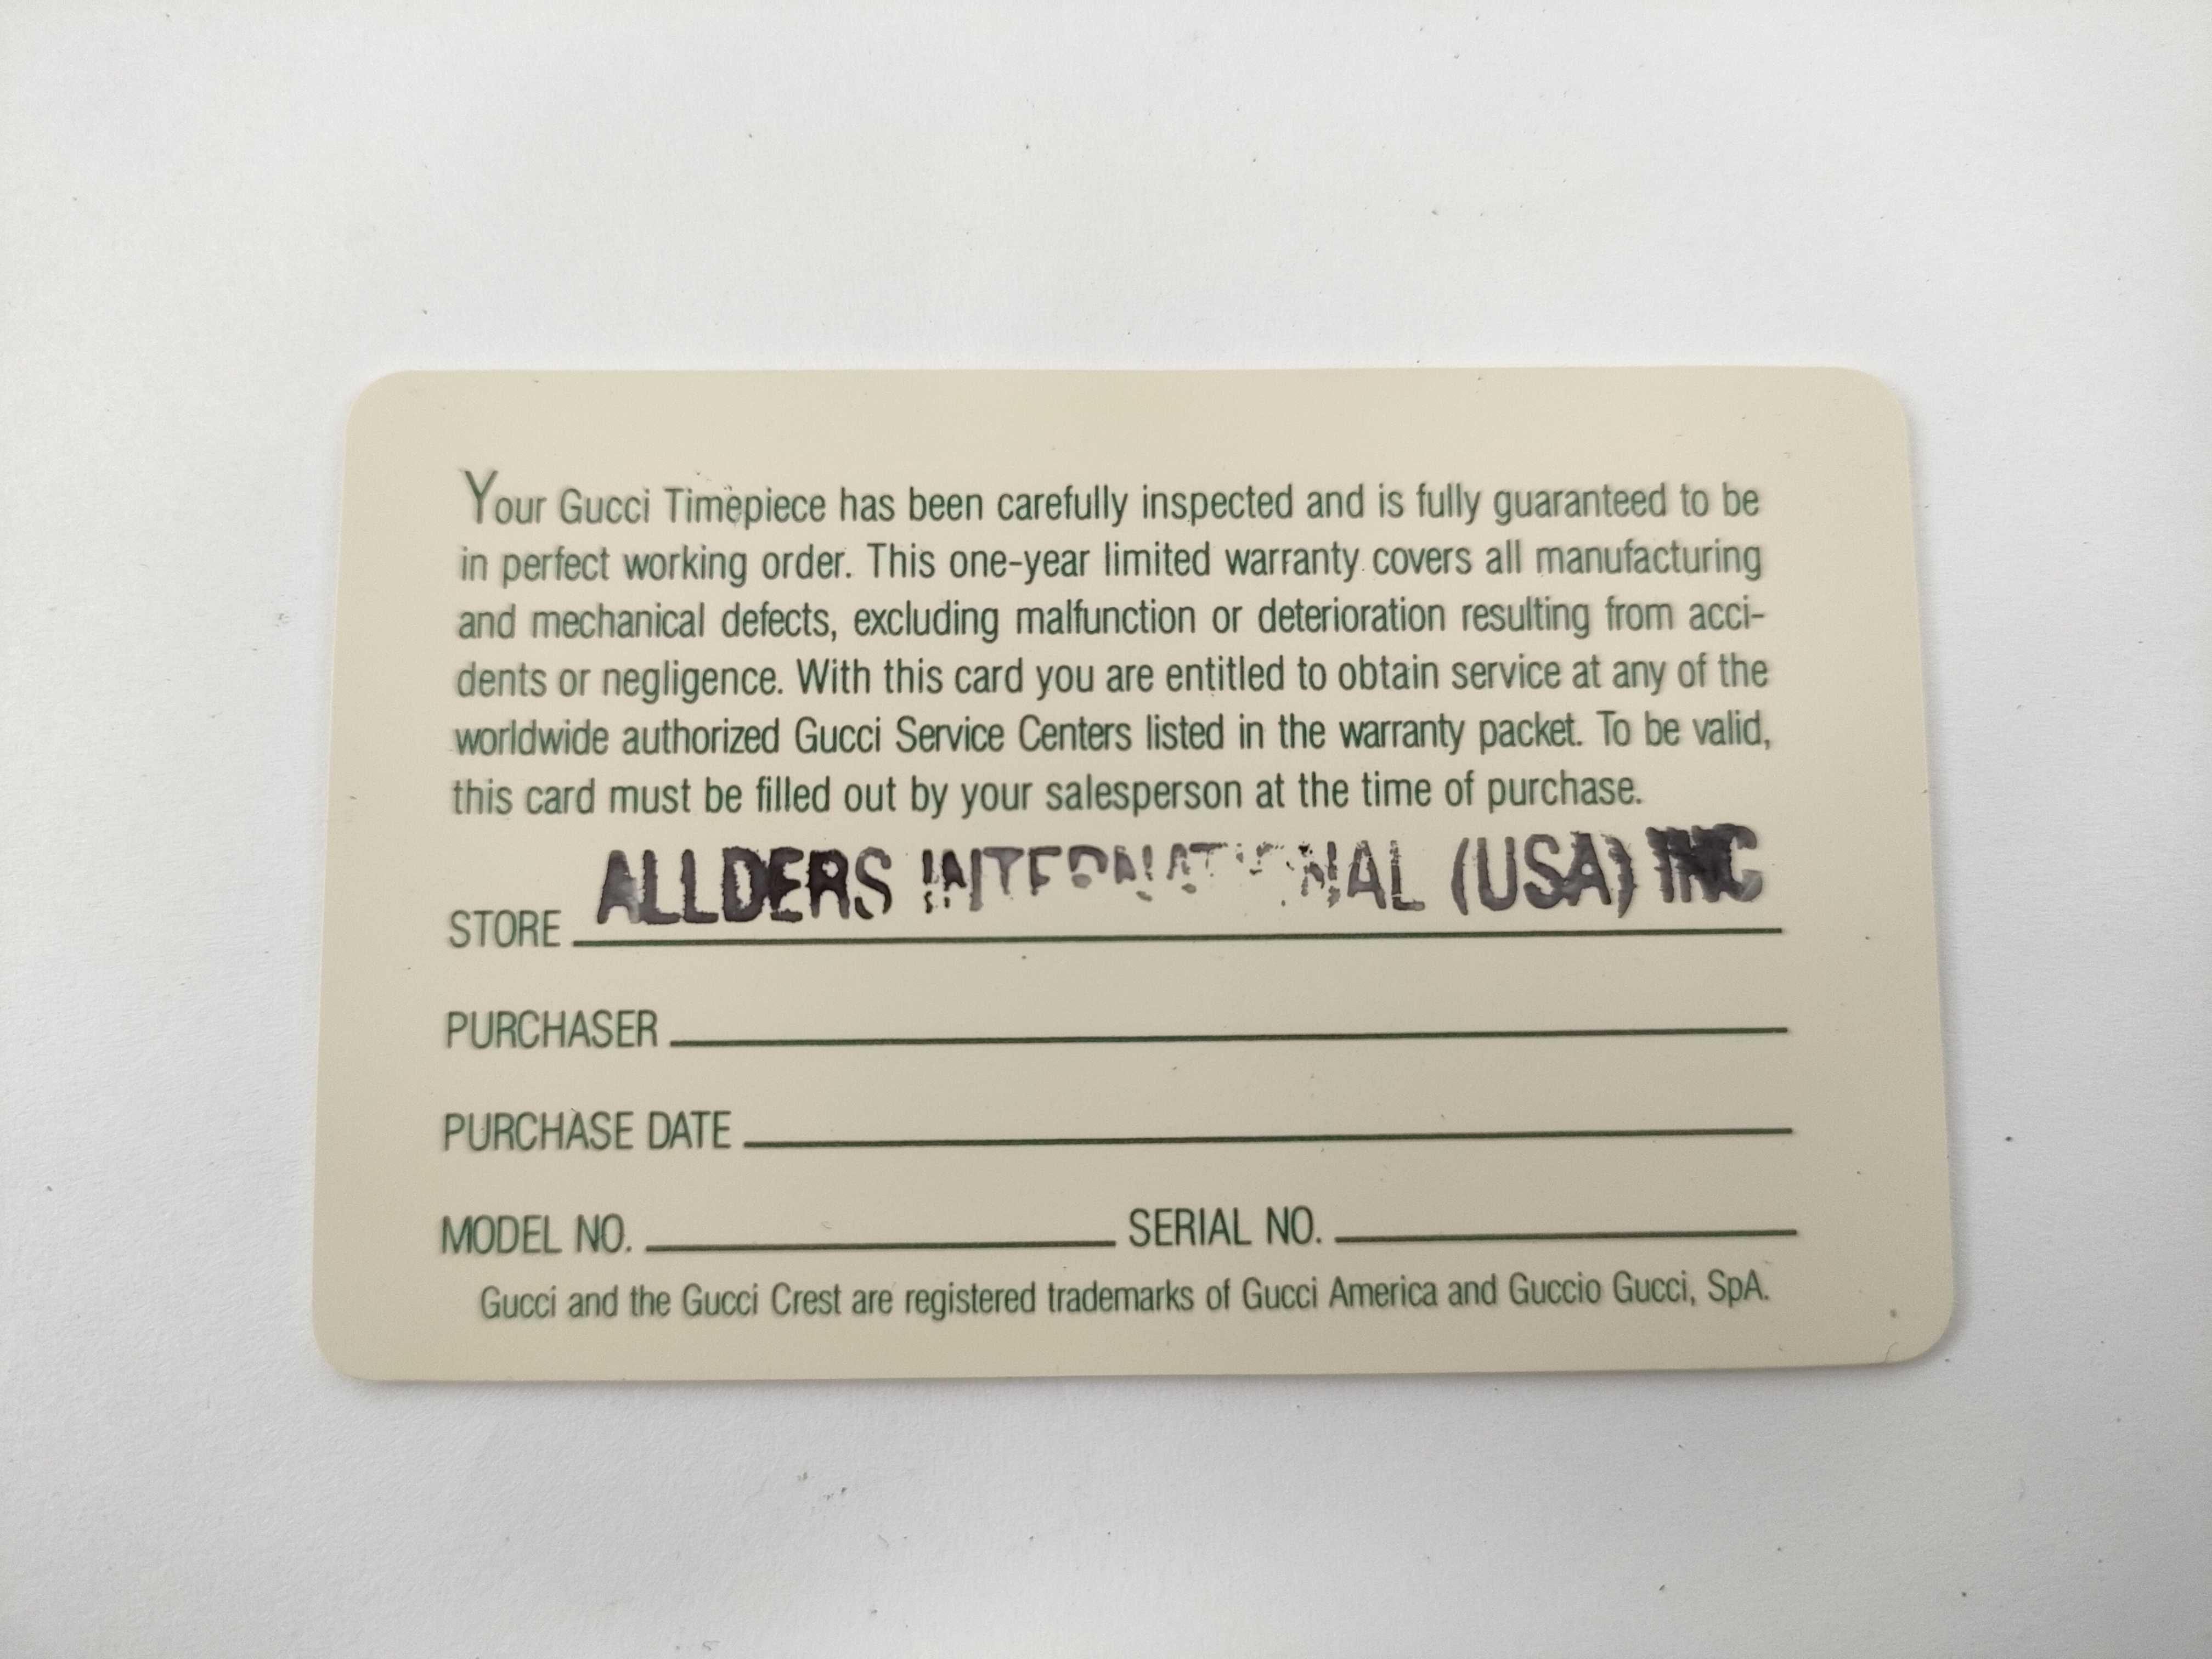 Your Gucci Timepiece has been carefully inspected and is fully guaranteed to be
in perfect working order. This one-year limited warranty covers all manufacturing
and mechanical defects, excluding malfunction or deterioration resulting from acci-
dents or negligence. With this card you are entitled to obtain service at any of the
worldwide authorized Gucci Service Centers listed in the warranty packet. To be valid,
this card must be filled out by your salesperson at the time of purchase.
STORE ALLDERS INTERNATIONAL (USA) INC
PURCHASER
PURCHASE DATE
MODEL NO. SERIAL NO.
Gucci and the Gucci Crest are registered trademarks of Gucci America and Guccio Gucci, SpA.